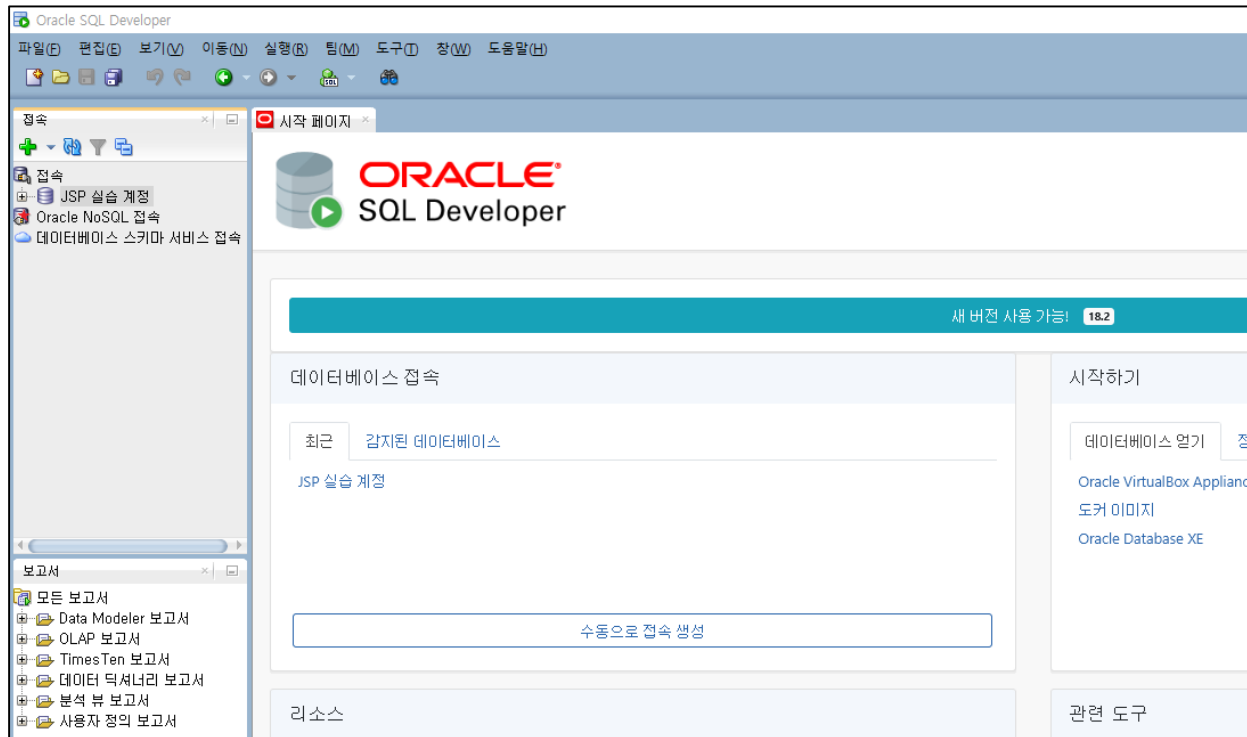 Oracle SQL Developer
파일(F) 편집(E) 보기(V) 이동(N) 실행(R) 팀(M) 도구(T) 창(W) 도움말(H)
SQL
접속
접속
JSP 실습 계정
Oracle NoSQL 접속
데이터베이스 스키마 서비스 접속
보고서
모든 보고서
Data Modeler 보고서
OLAP 보고서
TimesTen 보고서
데이터 딕셔너리 보고서
분석 뷰 보고서
사용자 정의 보고서
시작 페이지
ORACLE
SQL Developer
새 버전 사용 가능! 18.2
데이터베이스 접속
최근 감지된 데이터베이스
JSP 실습 계정
수동으로 접속 생성
리소스
시작하기
데이터베이스 얻기
Oracle VirtualBox Applianc
도커 이미지
Oracle Database XE
관련 도구